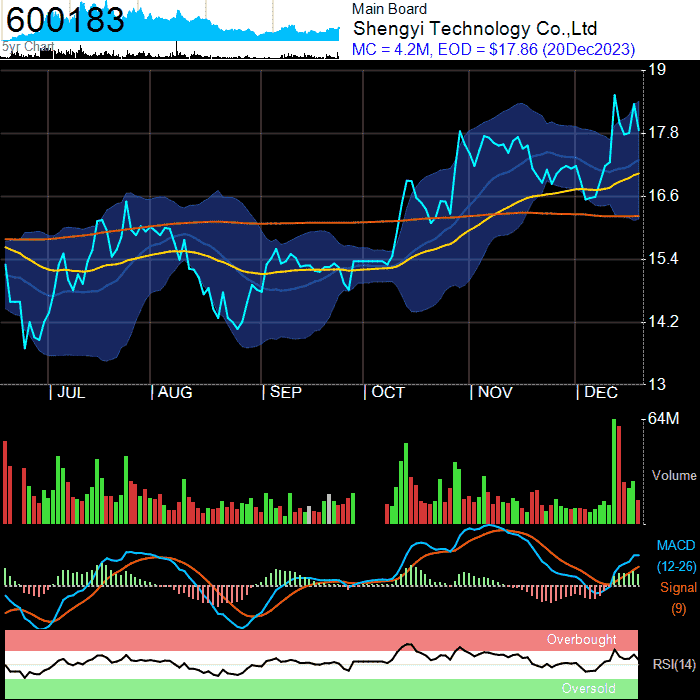 600183
5yr Chart
Main Board
Shengyi Technology Co.,Ltd
MC = 4.2M, EOD = $17.86 (20Dec2023)
19
17.8
16.6
15.4
14.2
13
JUL
AUG
SEP
OCT
NOV
DEC
64M
Volume
MACD
(12-26)
Signal
(9)
Overbought
RSI(14)
Oversold